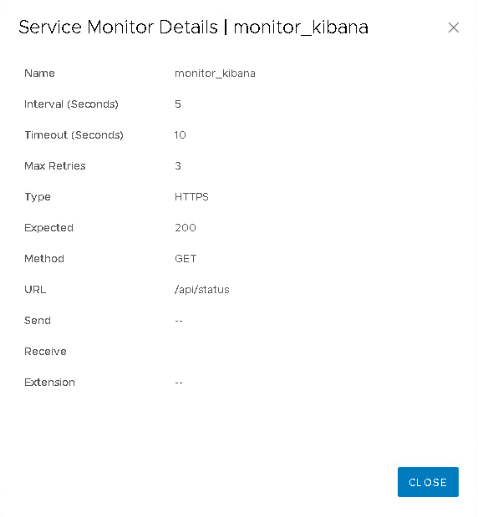 Service Monitor Details | monitor_kibana
Name monitor_kibana
Interval (Seconds) 5
Timeout (Seconds) 10
Max Retries 3
Type HTTPS
Expected 200
Method GET
URL /api/status
Send --
Receive
Extension --
CLOSE